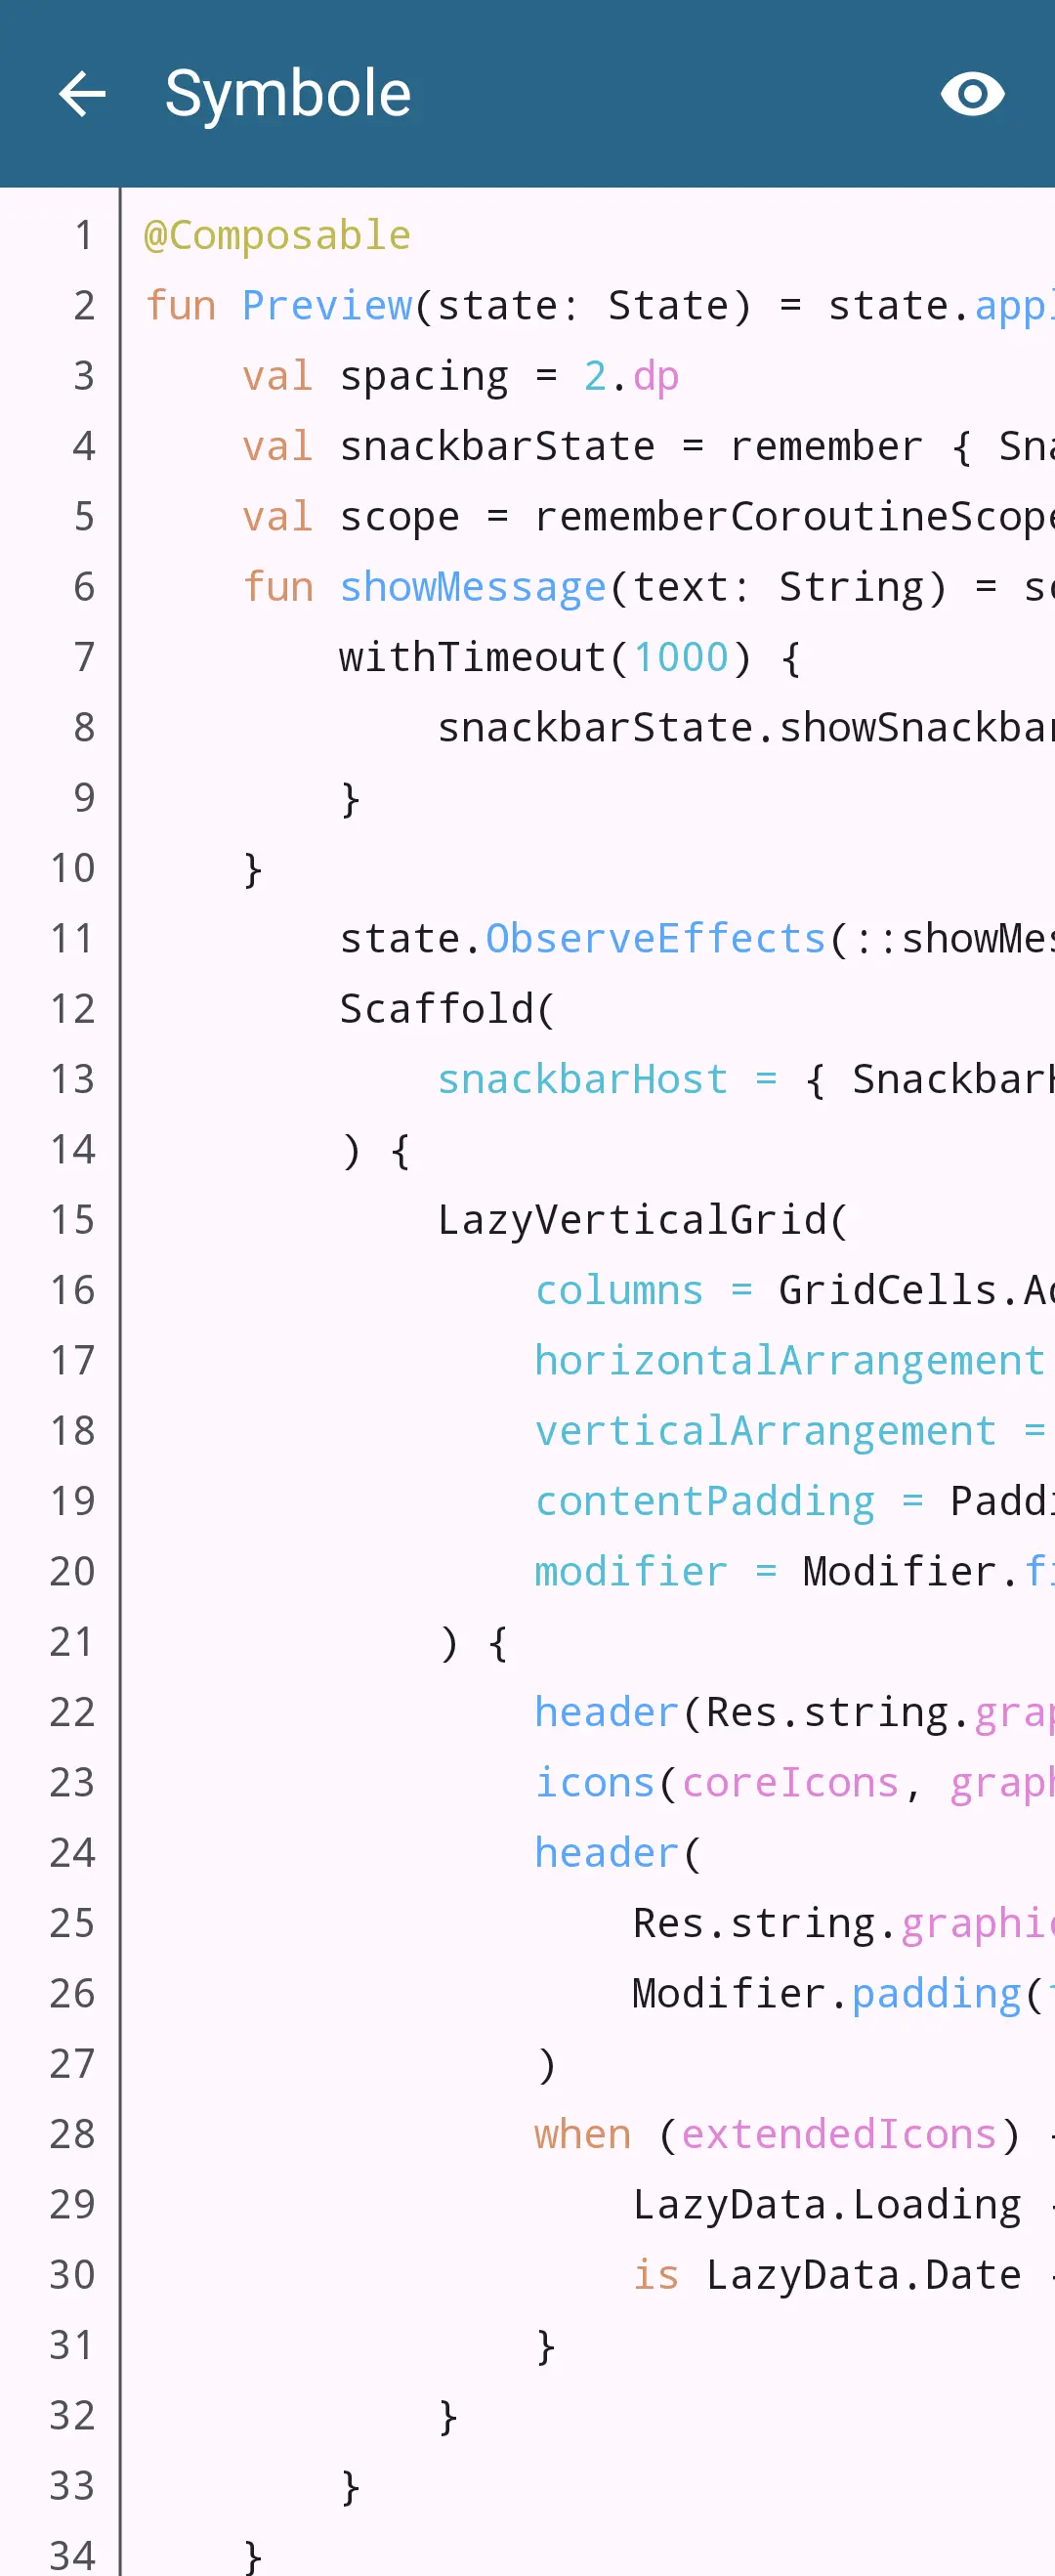 Symbole
1 @Composable
2 fun Preview(state: State) = state.appl
3 val spacing = 2.dp
4 val snackbarState = remember { Sna
5 val scope = rememberCoroutineScope
6 fun showMessage(text: String) = sc
7 withTimeout(1000) {
8 snackbarState.showSnackbar
9 }
10 }
11 state.ObserveEffects(::showMes
12 Scaffold(
13 snackbarHost = { SnackbarH
14 ) {
15 LazyVerticalGrid(
16 columns = GridCells.Ad
17 horizontalArrangement
18 verticalArrangement =
19 contentPadding = Paddi
20 modifier = Modifier.fi
21 ) {
22 header(Res.string.grap
23 icons(coreIcons, graph
24 header(
25 Res.string.graphic
26 Modifier.padding(
27 )
28 when (extendedIcons)
29 LazyData.Loading
30 is LazyData.Date
31 }
32 }
33 }
34 }